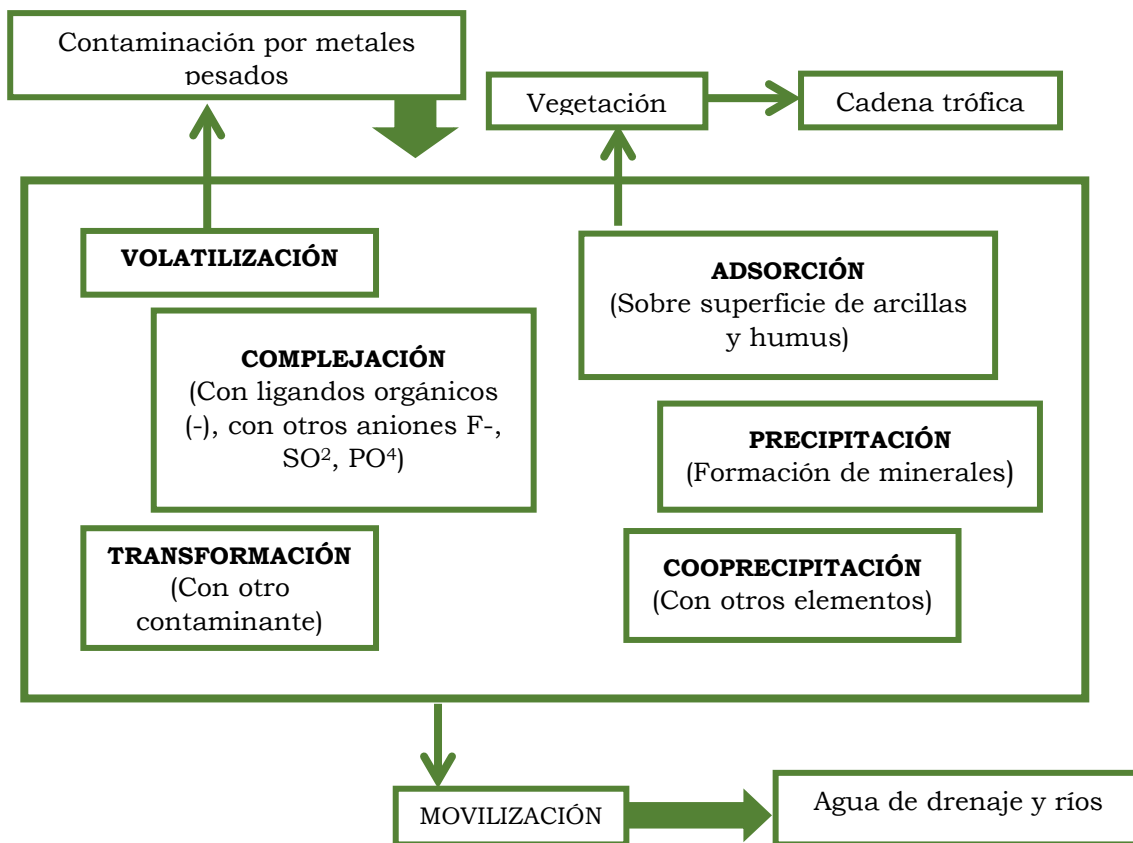 Contaminación por metales
pesados
Vegetación
Cadena trófica
VOLATILIZACIÓN
COMPLEJACIÓN
(Con ligandos orgánicos
(-), con otros aniones F-,
SO², PO⁴)
TRANSFORMACIÓN
(Con otro
contaminante)
ADSORCIÓN
(Sobre superficie de arcillas
y humus)
PRECIPITACIÓN
(Formación de minerales)
COOPRECIPITACIÓN
(Con otros elementos)
MOVILIZACIÓN
Agua de drenaje y ríos